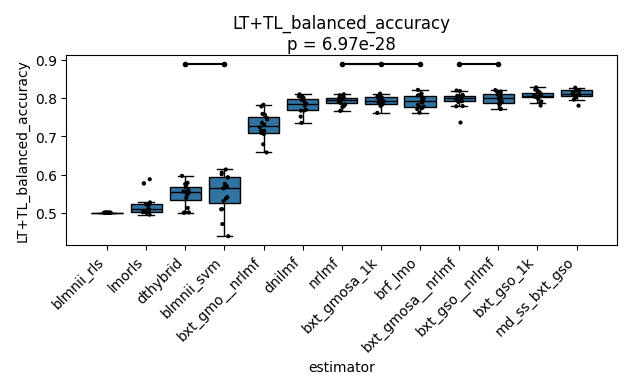 LT+TL_balanced_accuracy
p = 6.97e-28
LT+TL_balanced_accuracy
0.9
0.8
0.7
0.6
0.5
blmnii_rls
lmorls
dthybrid
blmnii_svm
bxt_gmo__nrlmf
dnilmf
nrlmf
bxt_gmosa_1k
brf_lmo
bxt_gmosa__nrlmf
bxt_gso__nrlmf
bxt_gso_1k
md_ss_bxt_gso
estimator